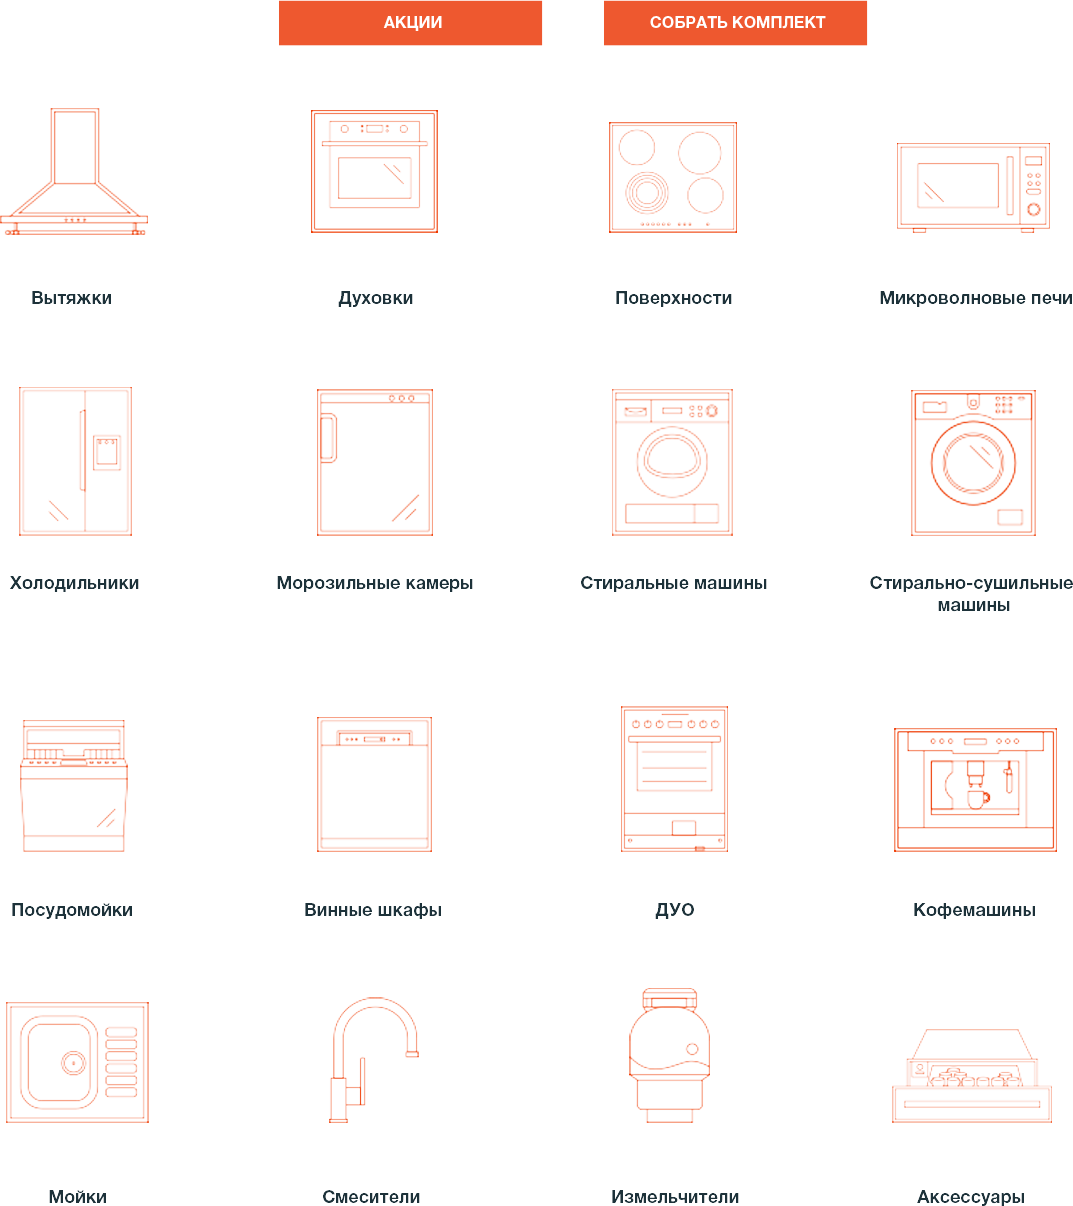 АКЦИИ
СОБРАТЬ КОМПЛЕКТ
Вытяжки
Духовки
Поверхности
Микроволновые печи
Холодильники
Морозильные камеры
Стиральные машины
Стирально-сушильные
машины
Посудомойки
Винные шкафы
ДУО
Кофемашины
Мойки
Смесители
Измельчители
Аксессуары